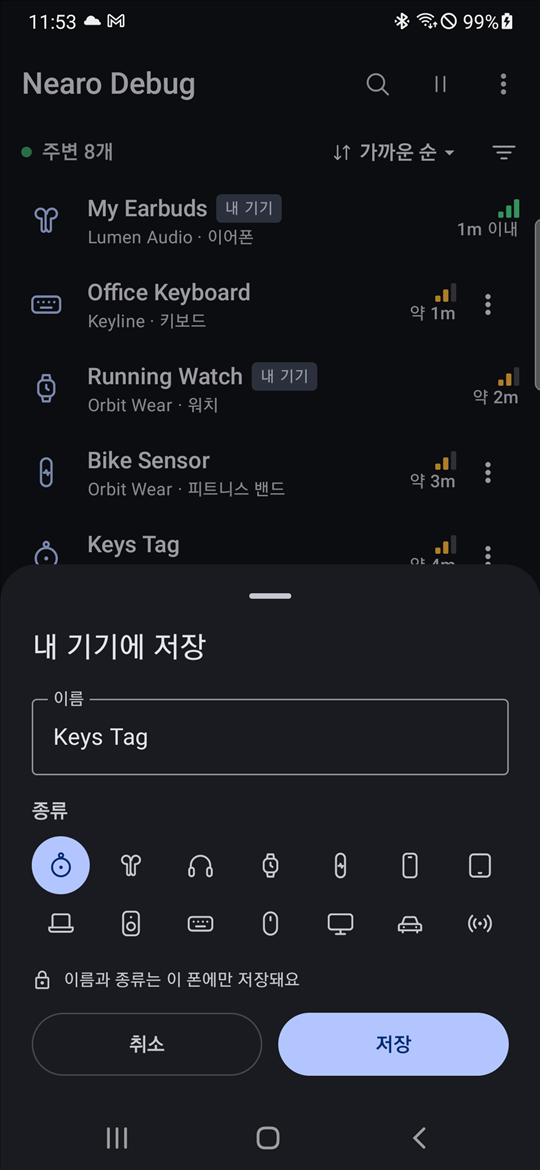 11:53
99%
Nearo Debug
주변 8개
가까운 순
My Earbuds 내 기기
Lumen Audio · 이어폰
1m 이내
Office Keyboard
Keyline · 키보드
약 1m
Running Watch 내 기기
Orbit Wear · 워치
약 2m
Bike Sensor
Orbit Wear · 피트니스 밴드
약 3m
Keys Tag
약 4m
내 기기에 저장
이름
Keys Tag
종류
이름과 종류는 이 폰에만 저장돼요
취소
저장